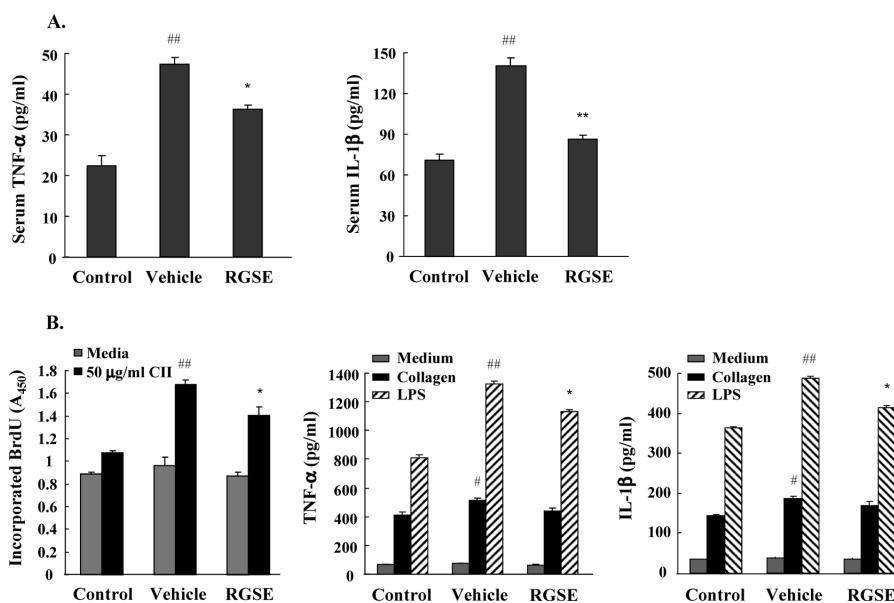 A.
Serum TNF-α (pg/ml)
50
40
30
20
10
0
##
*
Control Vehicle RGSE
Serum IL-1β (pg/ml)
150
120
90
60
30
0
##
**
Control Vehicle RGSE
B.
Incorporated BrdU (A450)
Media
50 μg/ml CII
1.8
1.6
1.4
1.2
1
0.8
0.6
0.4
0.2
0
##
*
Control Vehicle RGSE
TNF-α (pg/ml)
Medium
Collagen
LPS
1400
1200
1000
800
600
400
200
0
##
#
*
Control Vehicle RGSE
IL-1β (pg/ml)
Medium
Collagen
LPS
500
400
300
200
100
0
##
#
*
Control Vehicle RGSE